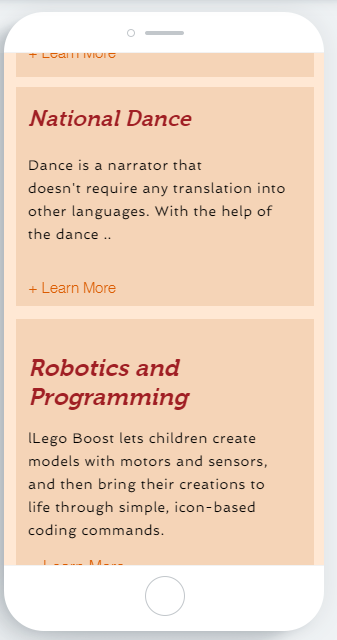 + Learn More
National Dance
Dance is a narrator that
doesn't require any translation into
other languages. With the help of
the dance ..
+ Learn More
Robotics and
Programming
lLego Boost lets children create
models with motors and sensors,
and then bring their creations to
life through simple, icon-based
coding commands.
+ Learn More